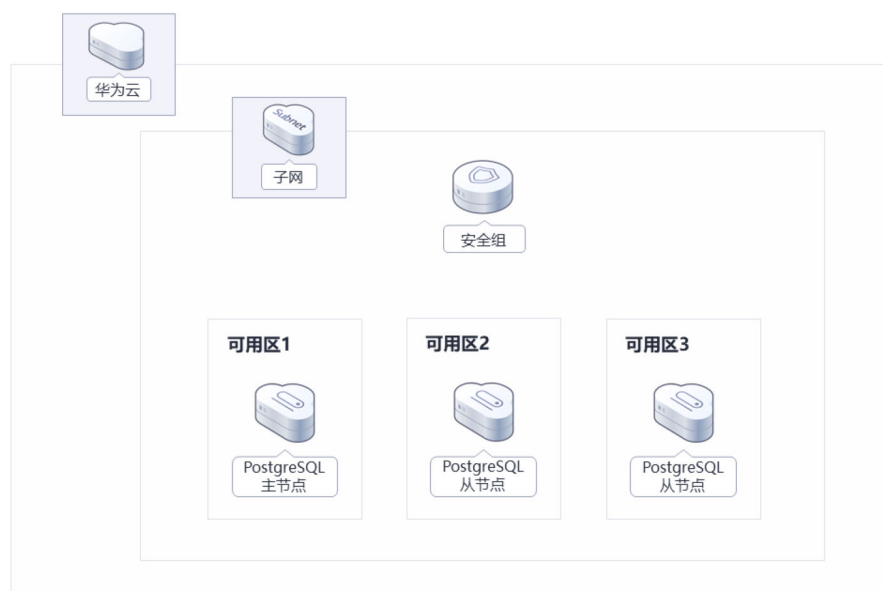 华为云
Subnet
子网
安全组
可用区1
可用区2
可用区3
PostgreSQL
主节点
PostgreSQL
从节点
PostgreSQL
从节点